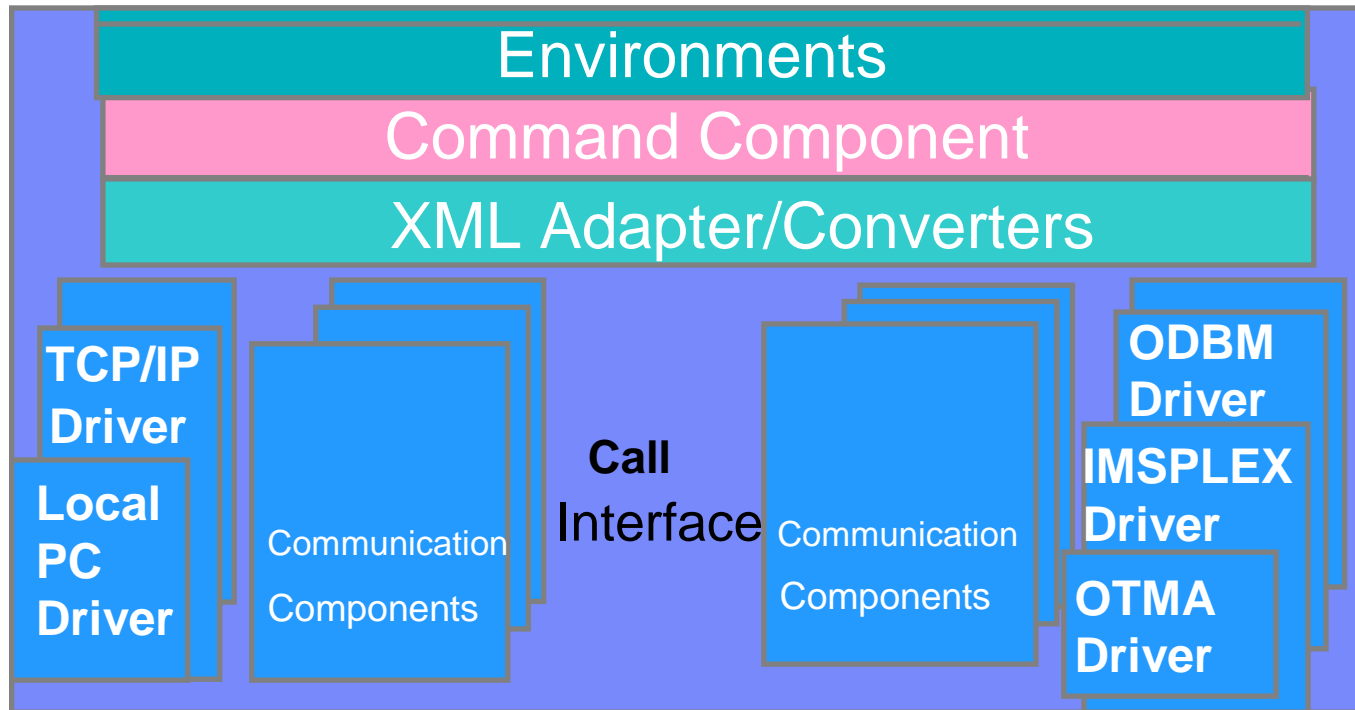 Environments
Command Component
XML Adapter/Converters
TCP/IP
Driver
Local
PC
Driver
Communication
Components
Call
Interface
Communication
Components
ODBM
Driver
IMSPLEX
Driver
OTMA
Driver